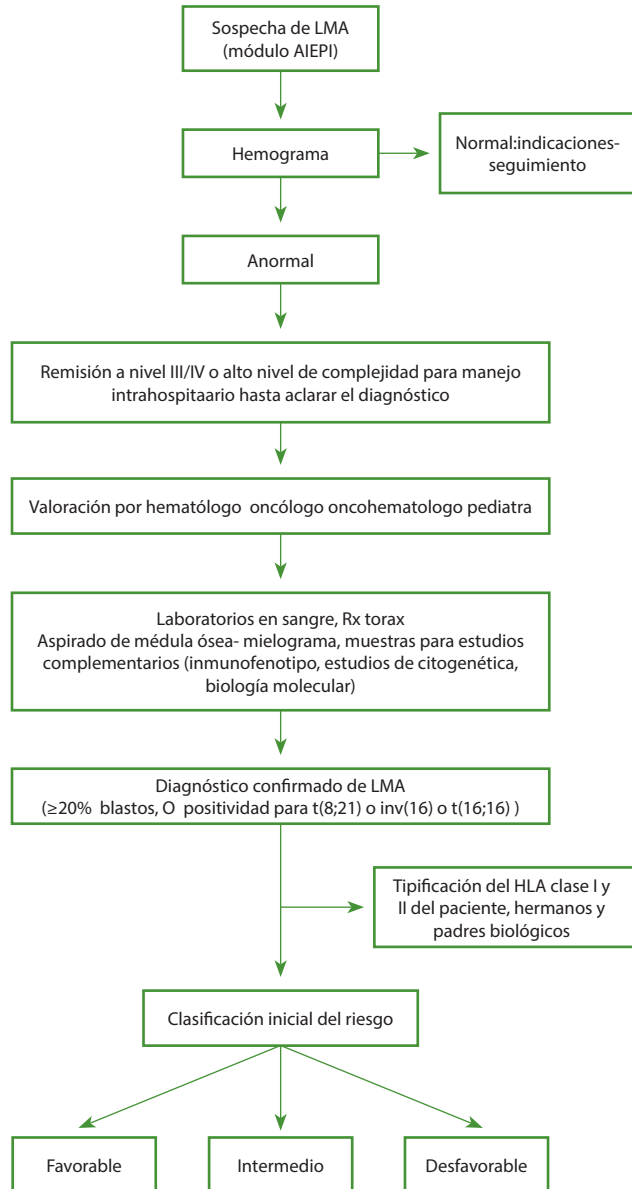 Sospecha de LMA
(módulo AIEPI)
Hemograma
Normal:indicaciones-
seguimiento
Anormal
Remisión a nivel III/IV o alto nivel de complejidad para manejo
intrahospitaario hasta aclarar el diagnóstico
Valoración por hematólogo oncólogo oncohematologo pediatra
Laboratorios en sangre, Rx torax
Aspirado de médula ósea- mielograma, muestras para estudios
complementarios (inmunofenotipo, estudios de citogenética,
biología molecular)
Diagnóstico confirmado de LMA
(≥20% blastos, O positividad para t(8;21) o inv(16) o t(16;16) )
Tipificación del HLA clase I y
II del paciente, hermanos y
padres biológicos
Clasificación inicial del riesgo
Favorable
Intermedio
Desfavorable